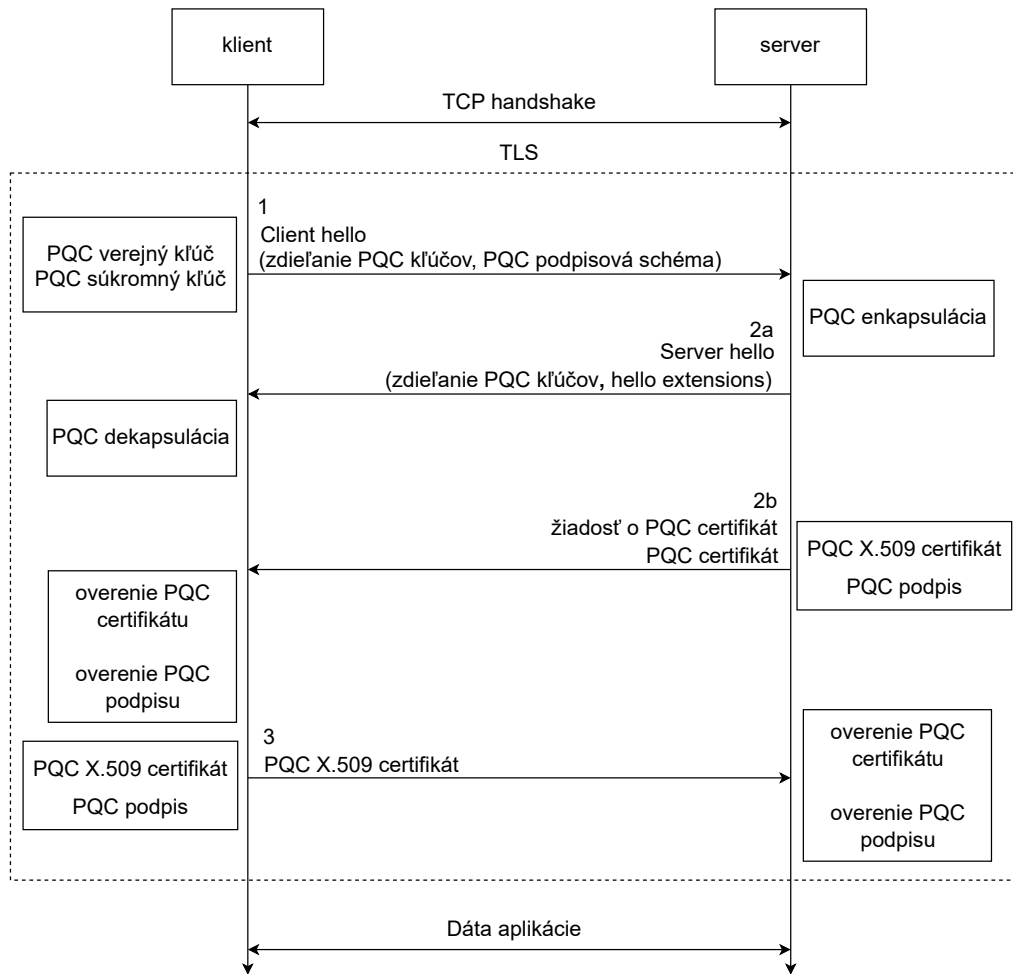 klient
server
TCP handshake
TLS
1
Client hello
(zdieľanie PQC kľúčov, PQC podpisová schéma)
PQC verejný kľúč
PQC súkromný kľúč
PQC enkapsulácia
2a
Server hello
(zdieľanie PQC kľúčov, hello extensions)
PQC dekapsulácia
2b
žiadosť o PQC certifikát
PQC certifikát
PQC X.509 certifikát
PQC podpis
overenie PQC
certifikátu
overenie PQC
podpisu
3
PQC X.509 certifikát
PQC X.509 certifikát
PQC podpis
overenie PQC
certifikátu
overenie PQC
podpisu
Dáta aplikácie